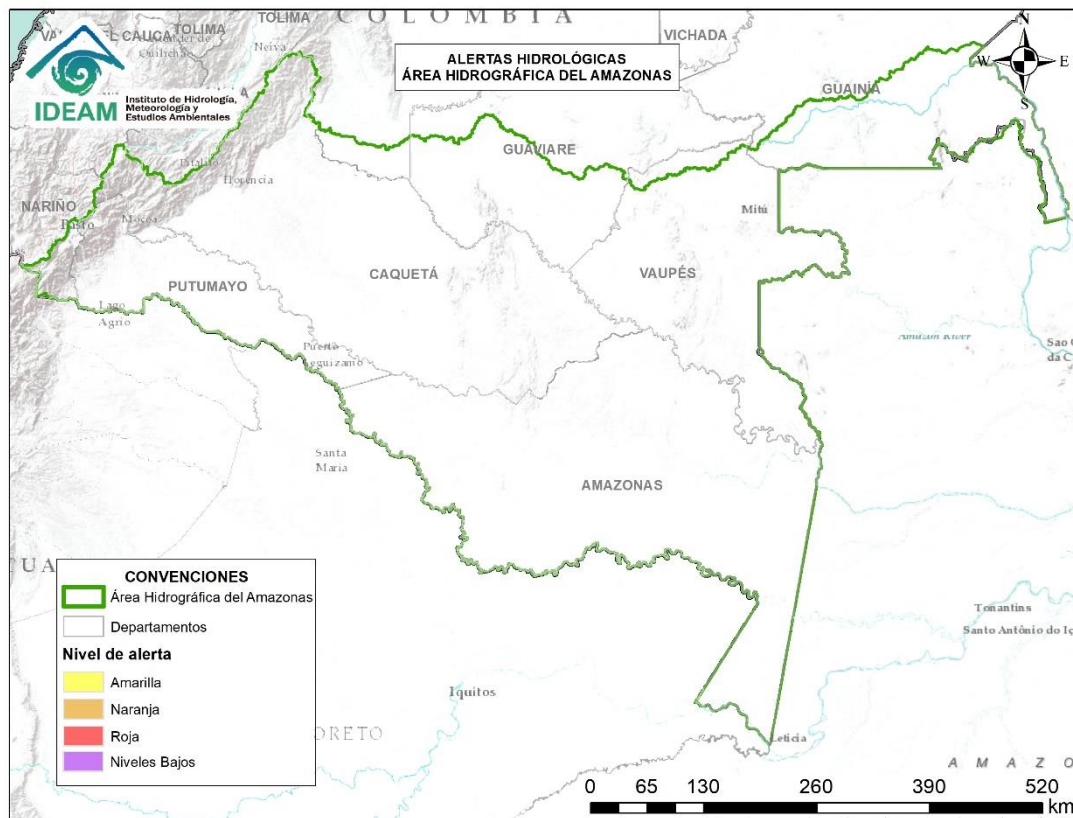 COLOMBIA
TOLIMA
TOLIMA
VICHADA
Neiva
ALERTAS HIDROLÓGICAS
ÁREA HIDROGRÁFICA DEL AMAZONAS
N
W
E
S
IDEAM
Instituto de Hidrología,
Meteorología y
Estudios Ambientales
GUAINÍA
GUAVIARE
Pitalito
Florencia
NARIÑO
Pasto
Mocoa
Mitú
CAQUETÁ
VAUPÉS
PUTUMAYO
Lago
Agrio
Puerto
Leguizamo
Amazon River
Santa
Maria
AMAZONAS
CONVENCIONES
Área Hidrográfica del Amazonas
Departamentos
Nivel de alerta
Amarilla
Naranja
Roja
Niveles Bajos
Tonantins
Santo Antônio do Iç
Iquitos
ORETO
Leticia
AMAZO
0 65 130 260 390 520
km